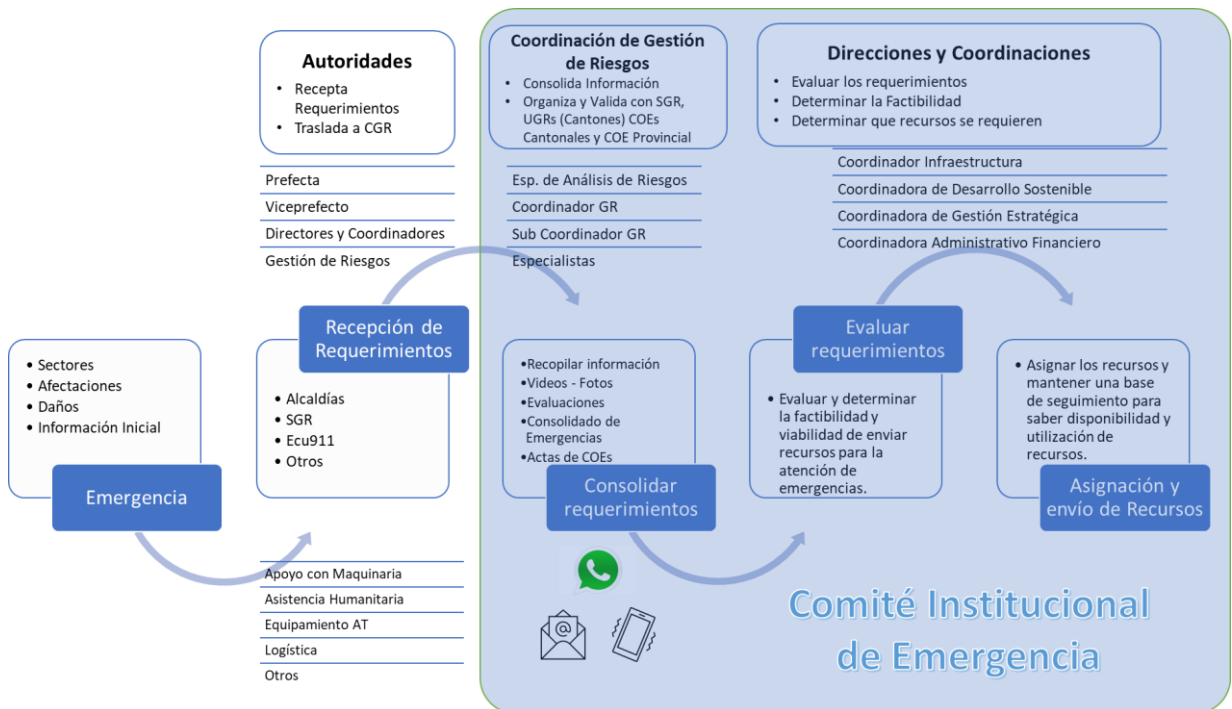 Autoridades
• Recepta
Requerimientos
• Traslada a CGR
Prefecta
Viceprefecto
Directores y Coordinadores
Gestión de Riesgos
Coordinación de Gestión
de Riesgos
• Consolida Información
• Organiza y Valida con SGR,
UGRs (Cantones) COEs
Cantonales y COE Provincial
Esp. de Análisis de Riesgos
Coordinador GR
Sub Coordinador GR
Especialistas
Direcciones y Coordinaciones
• Evaluar los requerimientos
• Determinar la Factibilidad
• Determinar que recursos se requieren
Coordinador Infraestructura
Coordinadora de Desarrollo Sostenible
Coordinadora de Gestión Estratégica
Coordinadora Administrativo Financiero
• Sectores
• Afectaciones
• Daños
• Información Inicial
Emergencia
Recepción de
Requerimientos
• Alcaldías
• SGR
• Ecu911
• Otros
Apoyo con Maquinaria
Asistencia Humanitaria
Equipamiento AT
Logística
Otros
•Recopilar información
•Videos - Fotos
•Evaluaciones
•Consolidado de
Emergencias
•Actas de COEs
Consolidar
requerimientos
@
Evaluar
requerimientos
• Evaluar y determinar
la factibilidad y
viabilidad de enviar
recursos para la
atención de
emergencias.
• Asignar los recursos y
mantener una base
de seguimiento para
saber disponibilidad y
utilización de
recursos.
Asignación y
envío de Recursos
Comité Institucional
de Emergencia